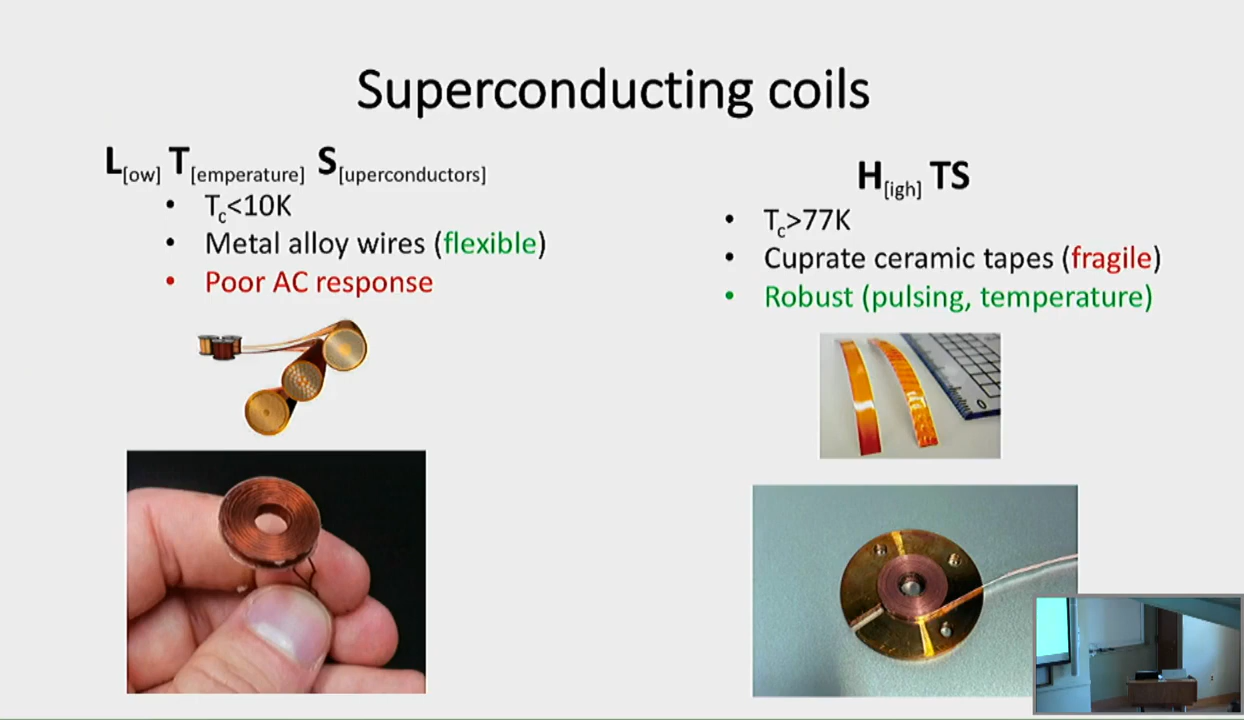 Superconducting coils
L[ow] T[emperature] S[uperconductors]
• Tc<10K
• Metal alloy wires (flexible)
• Poor AC response
H[igh] TS
• Tc>77K
• Cuprate ceramic tapes (fragile)
• Robust (pulsing, temperature)
0